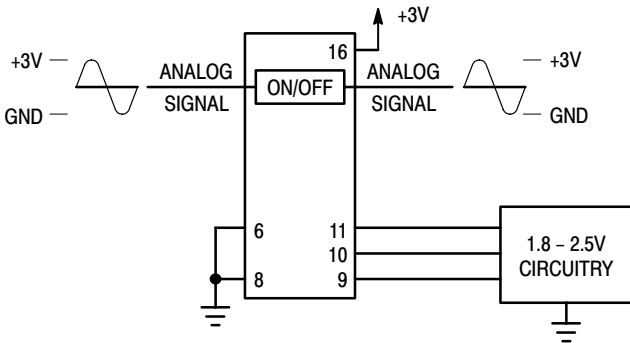 +3V
16
+3V
ANALOG
SIGNAL
ON/OFF
ANALOG
SIGNAL
+3V
GND
GND
6
11
10
8
9
1.8 – 2.5V
CIRCUITRY